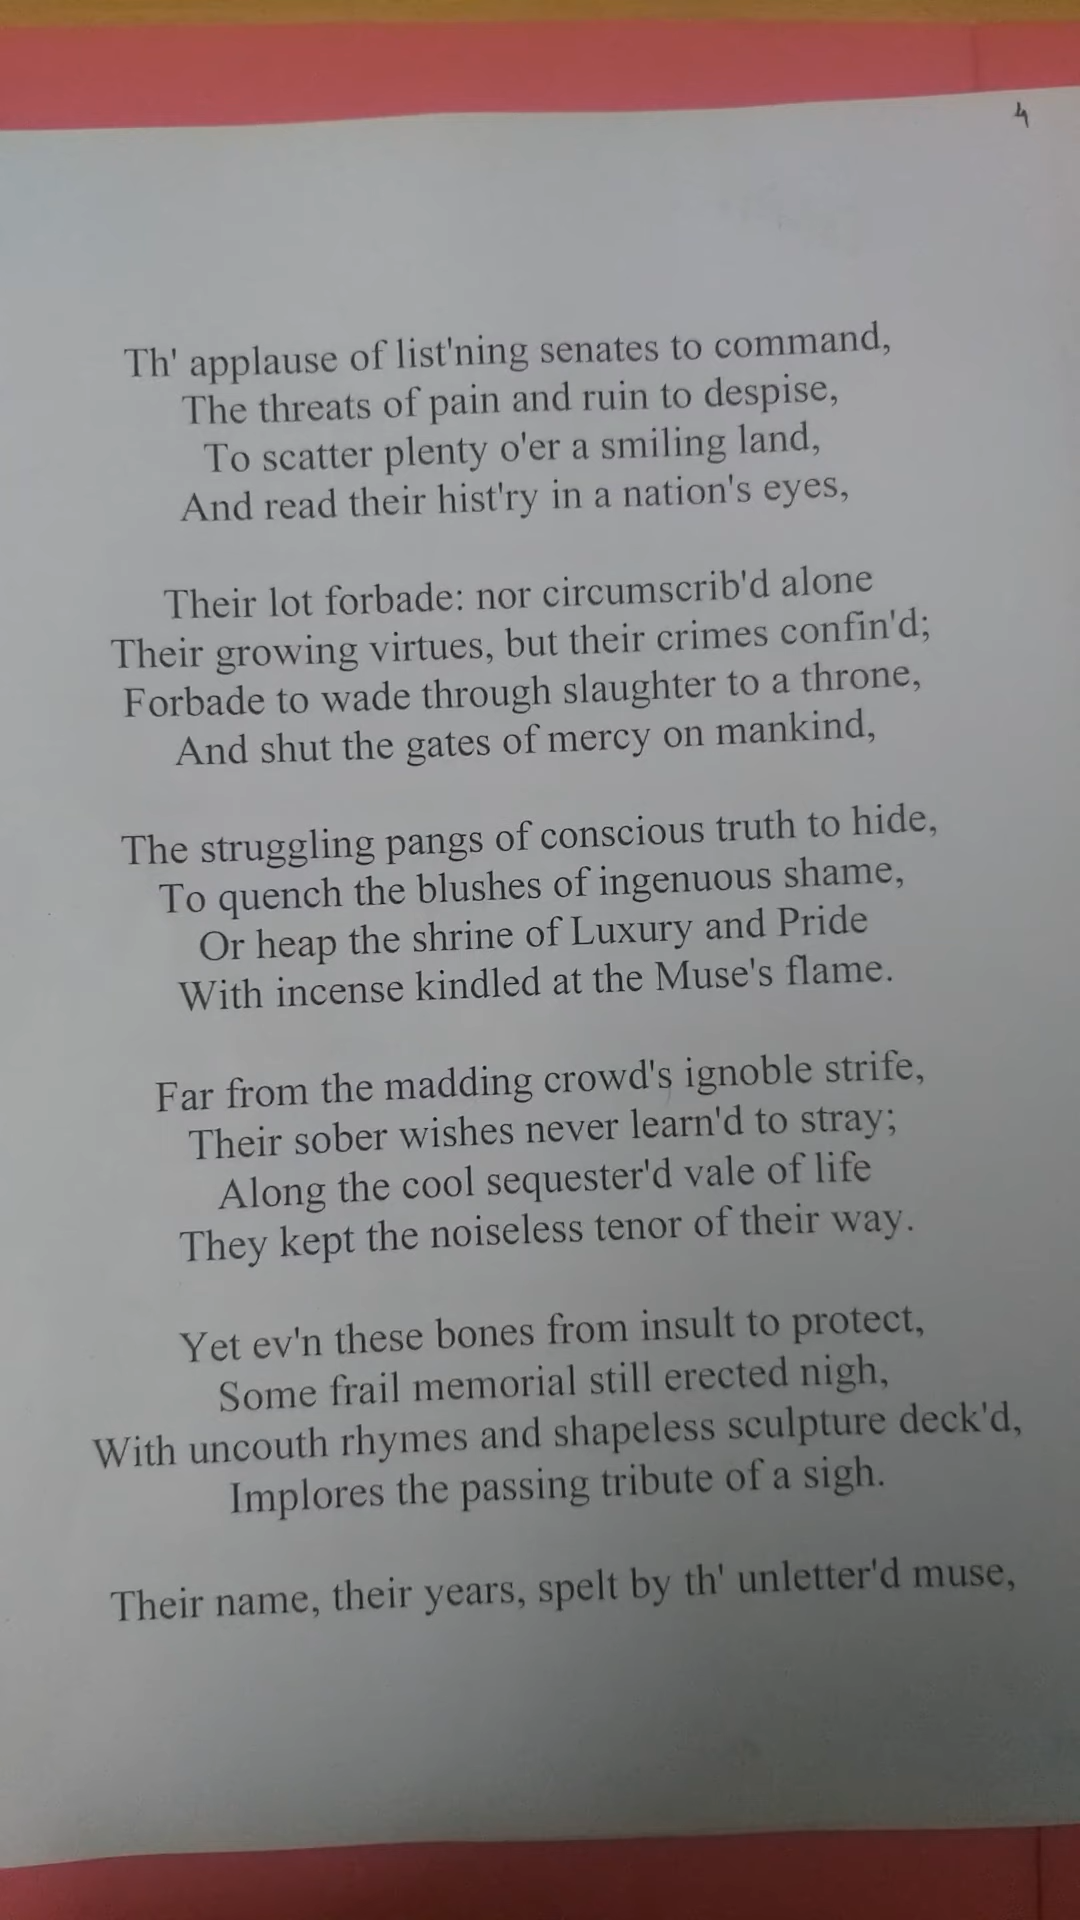 4
Th' applause of list'ning senates to command,
The threats of pain and ruin to despise,
To scatter plenty o'er a smiling land,
And read their hist'ry in a nation's eyes,
Their lot forbade: nor circumscrib'd alone
Their growing virtues, but their crimes confin'd;
Forbade to wade through slaughter to a throne,
And shut the gates of mercy on mankind,
The struggling pangs of conscious truth to hide,
To quench the blushes of ingenuous shame,
Or heap the shrine of Luxury and Pride
With incense kindled at the Muse's flame.
Far from the madding crowd's ignoble strife,
Their sober wishes never learn'd to stray;
Along the cool sequester'd vale of life
They kept the noiseless tenor of their way.
Yet ev'n these bones from insult to protect,
Some frail memorial still erected nigh,
With uncouth rhymes and shapeless sculpture deck'd,
Implores the passing tribute of a sigh.
Their name, their years, spelt by th' unletter'd muse,